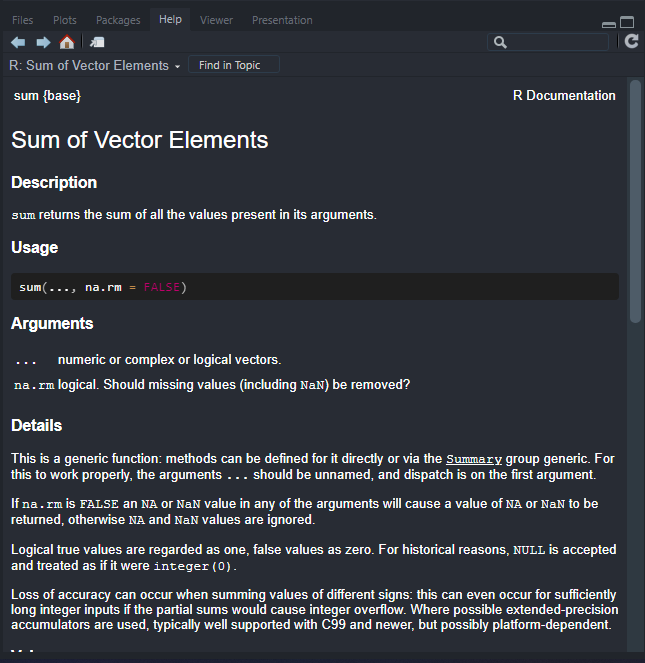 Files Plots Packages Help Viewer Presentation
R: Sum of Vector Elements Find in Topic
sum {base} R Documentation
Sum of Vector Elements
Description
sum returns the sum of all the values present in its arguments.
Usage
sum(..., na.rm = FALSE)
Arguments
... numeric or complex or logical vectors.
na.rm logical. Should missing values (including NaN) be removed?
Details
This is a generic function: methods can be defined for it directly or via the Summary group generic. For
this to work properly, the arguments ... should be unnamed, and dispatch is on the first argument.
If na.rm is FALSE an NA or NaN value in any of the arguments will cause a value of NA or NaN to be
returned, otherwise NA and NaN values are ignored.
Logical true values are regarded as one, false values as zero. For historical reasons, NULL is accepted
and treated as if it were integer(0).
Loss of accuracy can occur when summing values of different signs: this can even occur for sufficiently
long integer inputs if the partial sums would cause integer overflow. Where possible extended-precision
accumulators are used, typically well supported with C99 and newer, but possibly platform-dependent.